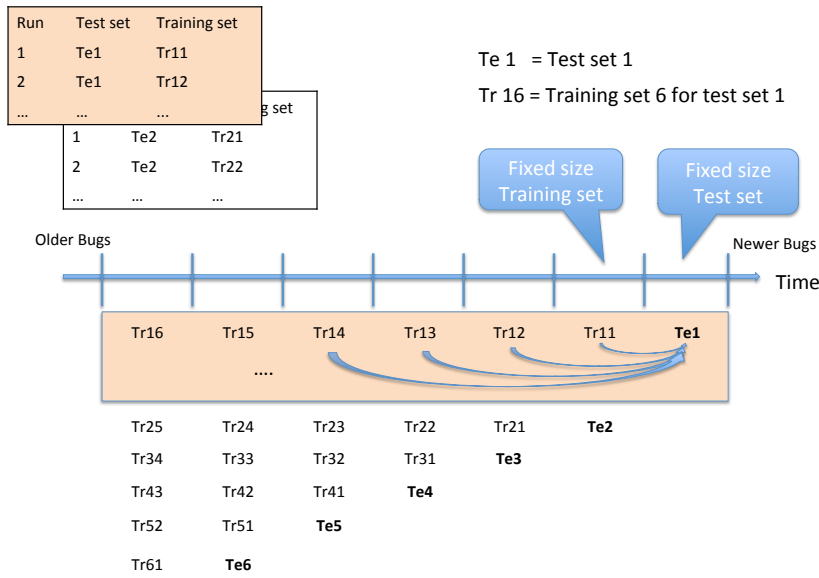 Run Test set Training set
1 Te1 Tr11
2 Te1 Tr12
… … ...
g set
1 Te2 Tr21
2 Te2 Tr22
… … …
Te 1 = Test set 1
Tr 16 = Training set 6 for test set 1
Fixed size
Training set
Fixed size
Test set
Older Bugs
Newer Bugs
Time
Tr16 Tr15 Tr14 Tr13 Tr12 Tr11 Te1
....
Tr25 Tr24 Tr23 Tr22 Tr21 Te2
Tr34 Tr33 Tr32 Tr31 Te3
Tr43 Tr42 Tr41 Te4
Tr52 Tr51 Te5
Tr61 Te6